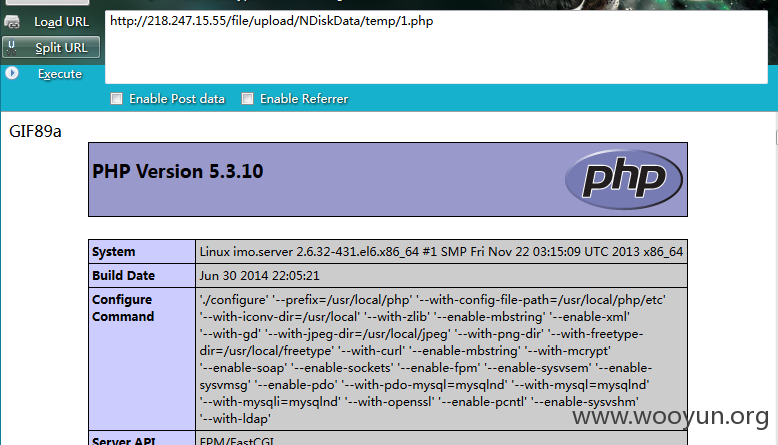 Load URL
http://218.247.15.55/file/upload/NDiskData/temp/1.php
Split URL
Execute
Enable Post data
Enable Referrer
GIF89a
PHP Version 5.3.10
php
System
Linux imo.server 2.6.32-431.el6.x86_64 #1 SMP Fri Nov 22 03:15:09 UTC 2013 x86_64
Build Date
Jun 30 2014 22:05:21
Configure
Command
'./configure' '--prefix=/usr/local/php' '--with-config-file-path=/usr/local/php/etc'
'--with-iconv-dir=/usr/local' '--with-zlib' '--enable-mbstring' '--enable-xml'
'--with-gd' '--with-jpeg-dir=/usr/local/jpeg' '--with-png-dir' '--with-freetype-
dir=/usr/local/freetype' '--with-curl' '--enable-mbstring' '--with-mcrypt'
'--enable-soap' '--enable-sockets' '--enable-fpm' '--enable-sysvsem' '--enable-
sysvmsg' '--enable-pdo' '--with-pdo-mysql=mysqlnd' '--with-mysql=mysqlnd'
'--with-mysqli=mysqlnd' '--with-openssl' '--enable-pcntl' '--enable-sysvshm'
'--with-ldap'
www.wooyun.org
Server API
FPM/FastCGI